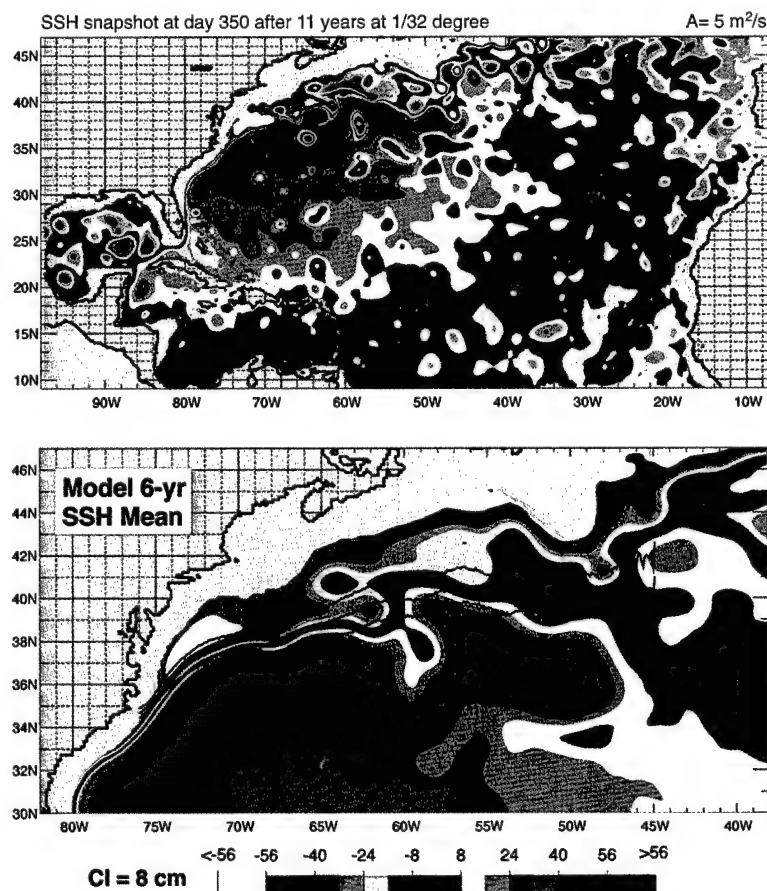 SSH snapshot at day 350 after 11 years at 1/32 degree A= 5 m²/s
45N
40N
35N
30N
25N
20N
15N
10N
90W 80W 70W 60W 50W 40W 30W 20W 10W
Model 6-yr
SSH Mean
46N
44N
42N
40N
38N
36N
34N
32N
30N
80W 75W 70W 65W 60W 55W 50W 45W 40W
<-56 -56 -40 -24 -8 8 24 40 56 >56
CI = 8 cm